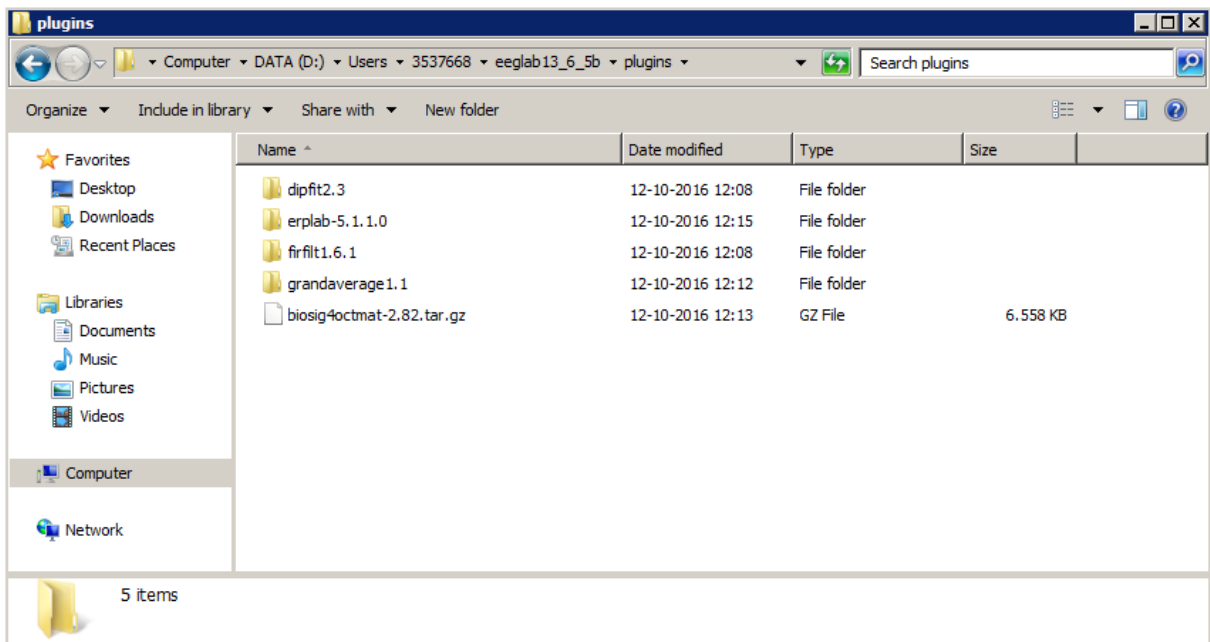 plugins
Computer DATA (D:) Users 3537668 eeglab13_6_5b plugins Search plugins
Organize Include in library Share with New folder
Name Date modified Type Size
Favorites
Desktop
Downloads
Recent Places
Libraries
Documents
Music
Pictures
Videos
Computer
Network
dipfit2.3 12-10-2016 12:08 File folder
erplab-5.1.1.0 12-10-2016 12:15 File folder
firfilt1.6.1 12-10-2016 12:08 File folder
grandaverage1.1 12-10-2016 12:12 File folder
biosig4octmat-2.82.tar.gz 12-10-2016 12:13 GZ File 6.558 KB
5 items